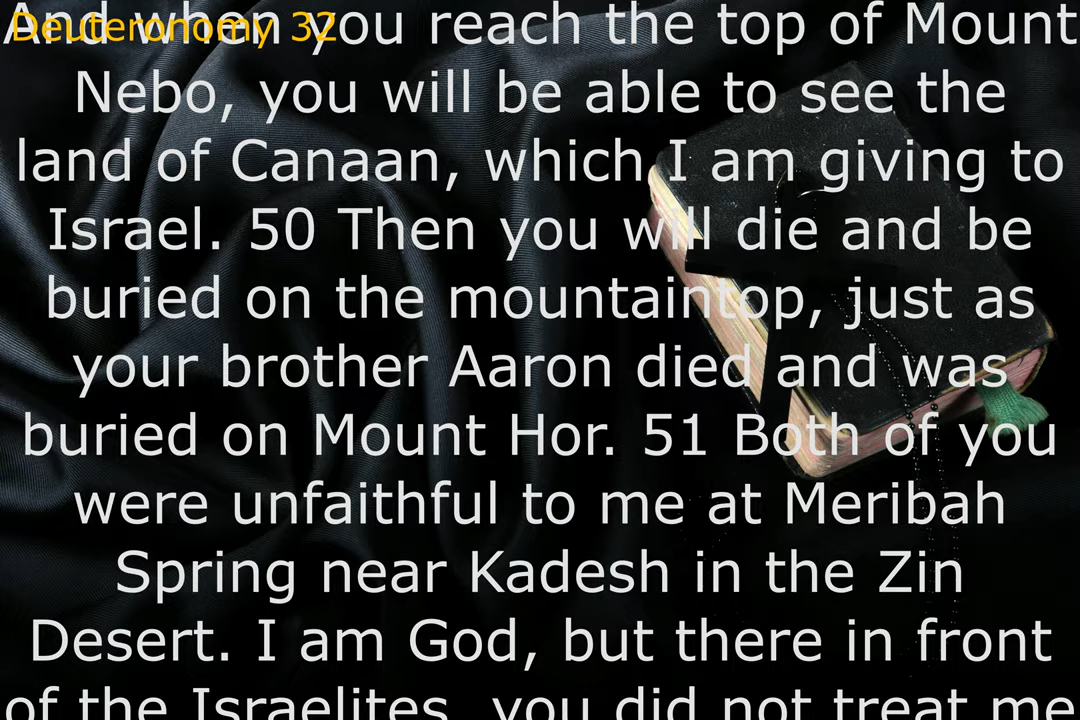 Deuteronomy 32
And when you reach the top of Mount
Nebo, you will be able to see the
land of Canaan, which I am giving to
Israel. 50 Then you will die and be
buried on the mountaintop, just as
your brother Aaron died and was
buried on Mount Hor. 51 Both of you
were unfaithful to me at Meribah
Spring near Kadesh in the Zin
Desert. I am God, but there in front
of the Israelites, you did not treat me